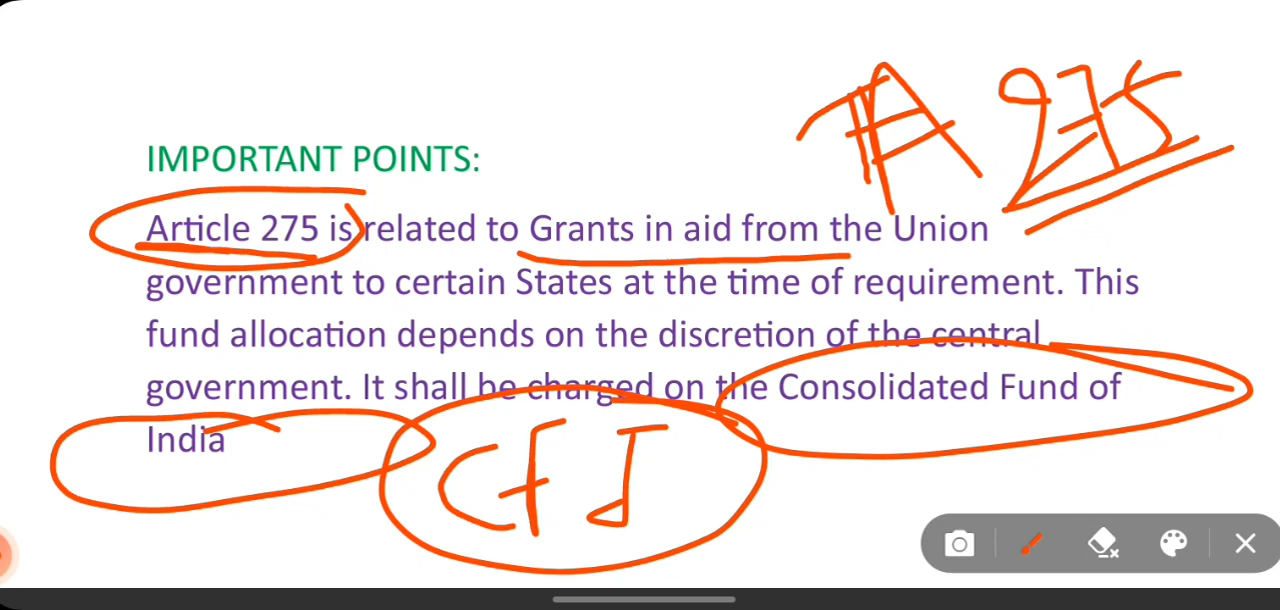 A 275
IMPORTANT POINTS:
Article 275 is related to Grants in aid from the Union
government to certain States at the time of requirement. This
fund allocation depends on the discretion of the central
government. It shall be charged on the Consolidated Fund of
India
CFI